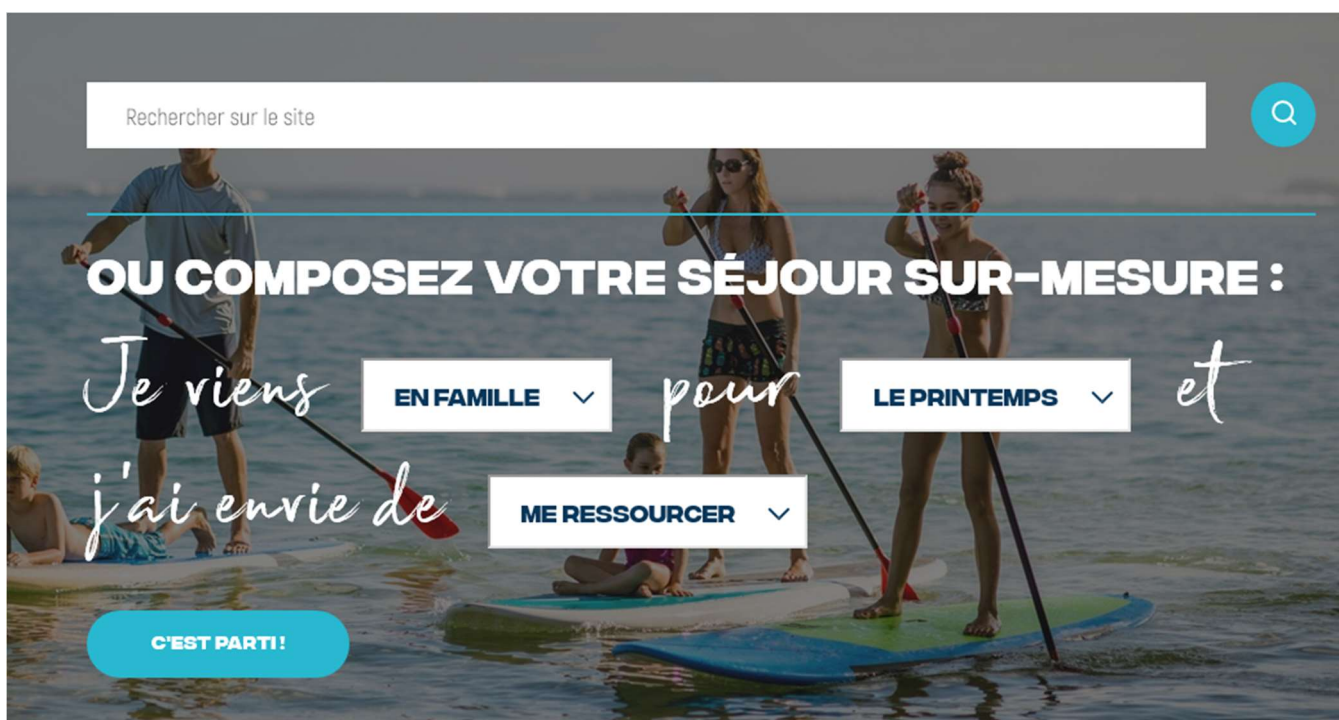 Rechercher sur le site
OU COMPOSEZ VOTRE SÉJOUR SUR-MESURE :
Je viens EN FAMILLE pour LE PRINTEMPS et
j'ai envie de ME RESSOURCER
C'EST PARTI !